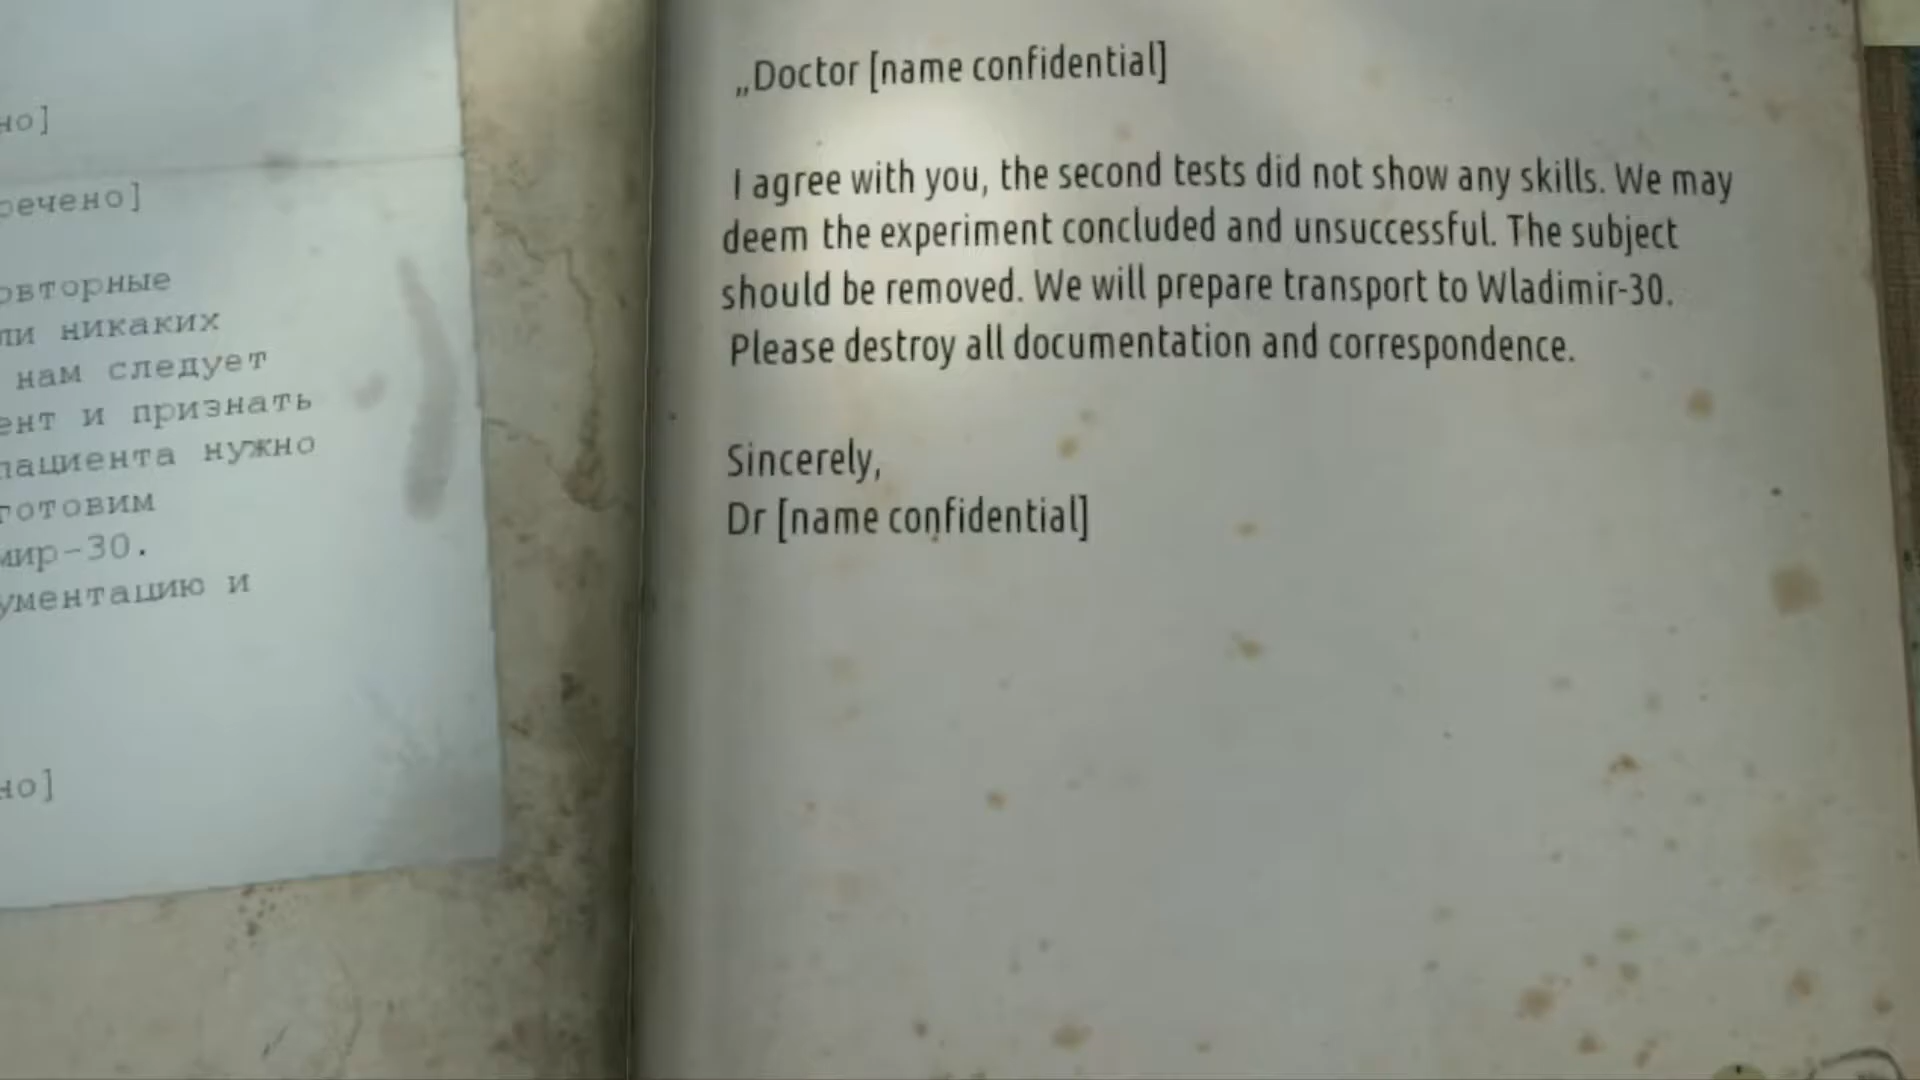 но]
речено]
овторные
ли никаких
нам следует
ент и признать
пациента нужно
готовим
мир-30.
ументацию и
но]
„Doctor [name confidential]
I agree with you, the second tests did not show any skills. We may
deem the experiment concluded and unsuccessful. The subject
should be removed. We will prepare transport to Wladimir-30.
Please destroy all documentation and correspondence.
Sincerely,
Dr [name confidential]